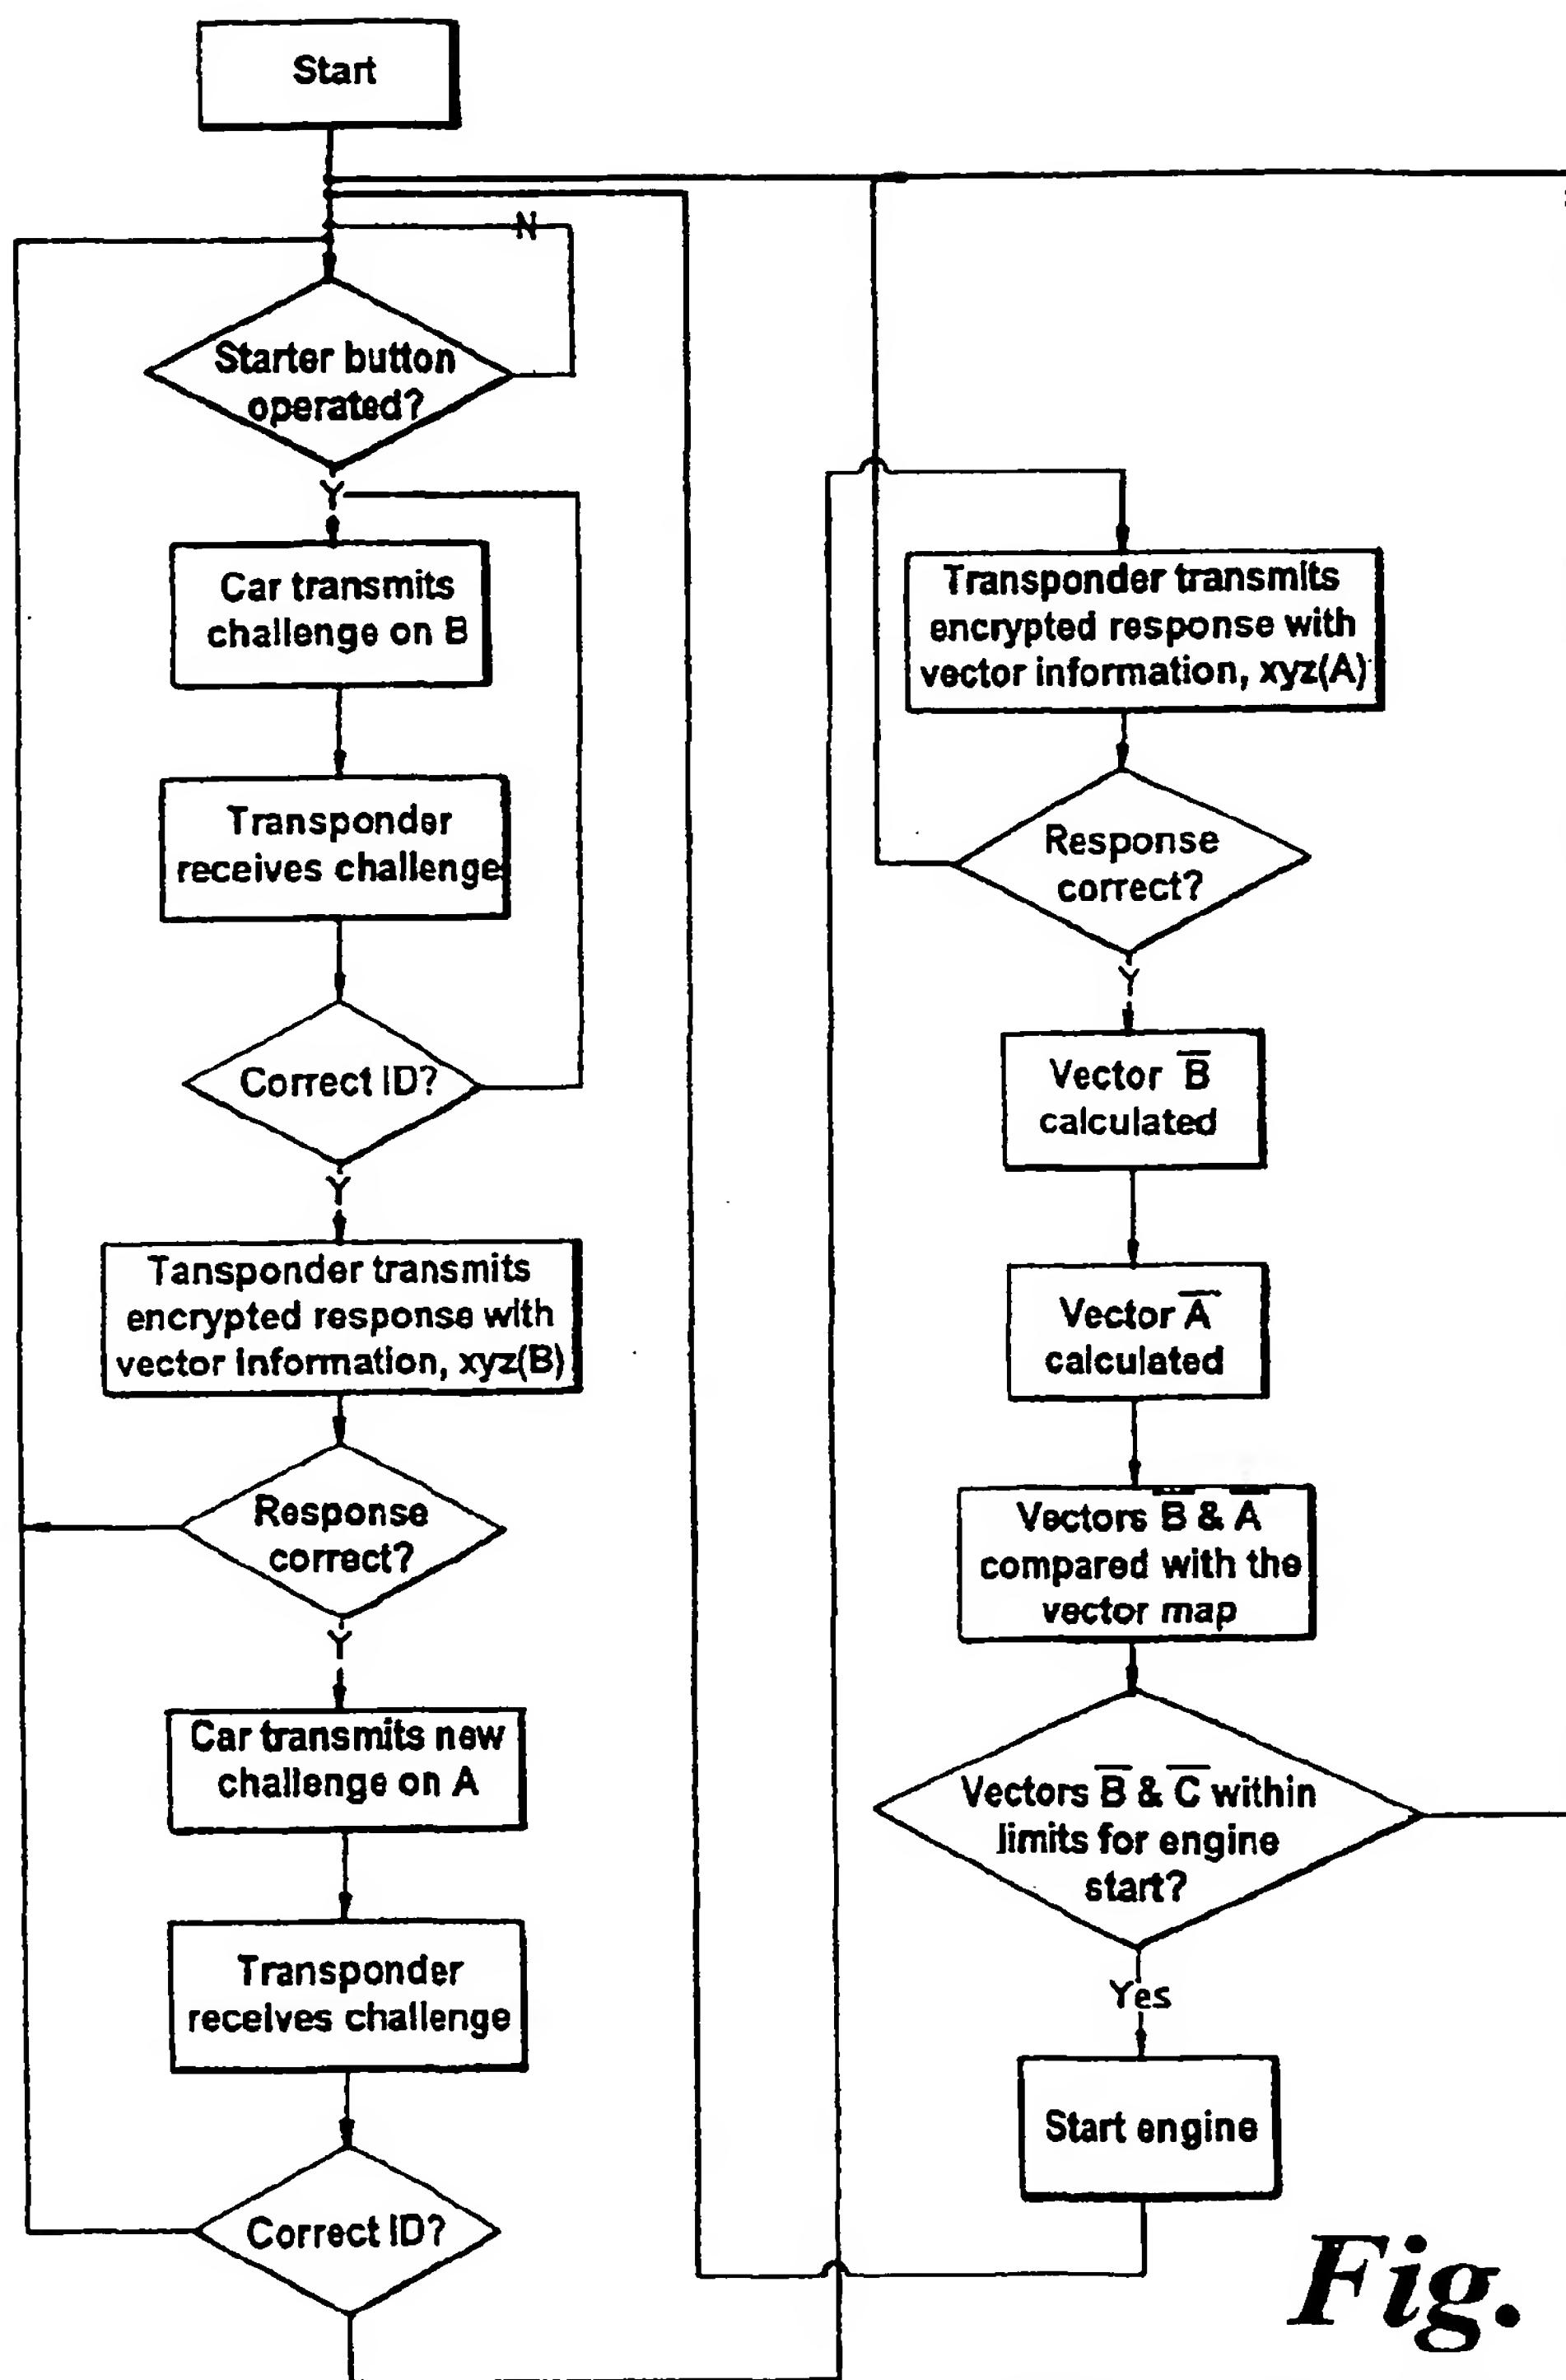 Start
N
Starter button
operated?
Y
Car transmits
challenge on B
Transponder
receives challenge
Correct ID?
Y
Tansponder transmits
encrypted response with
vector information, xyz(B)
Response
correct?
Y
Car transmits new
challenge on A
Transponder
receives challenge
Correct ID?
Transponder transmits
encrypted response with
vector information, xyz(A)
Response
correct?
Y
Vector B̅
calculated
Vector A̅
calculated
Vectors B̅ & A̅
compared with the
vector map
Vectors B̅ & C̅ within
limits for engine
start?
Yes
Start engine
Fig.